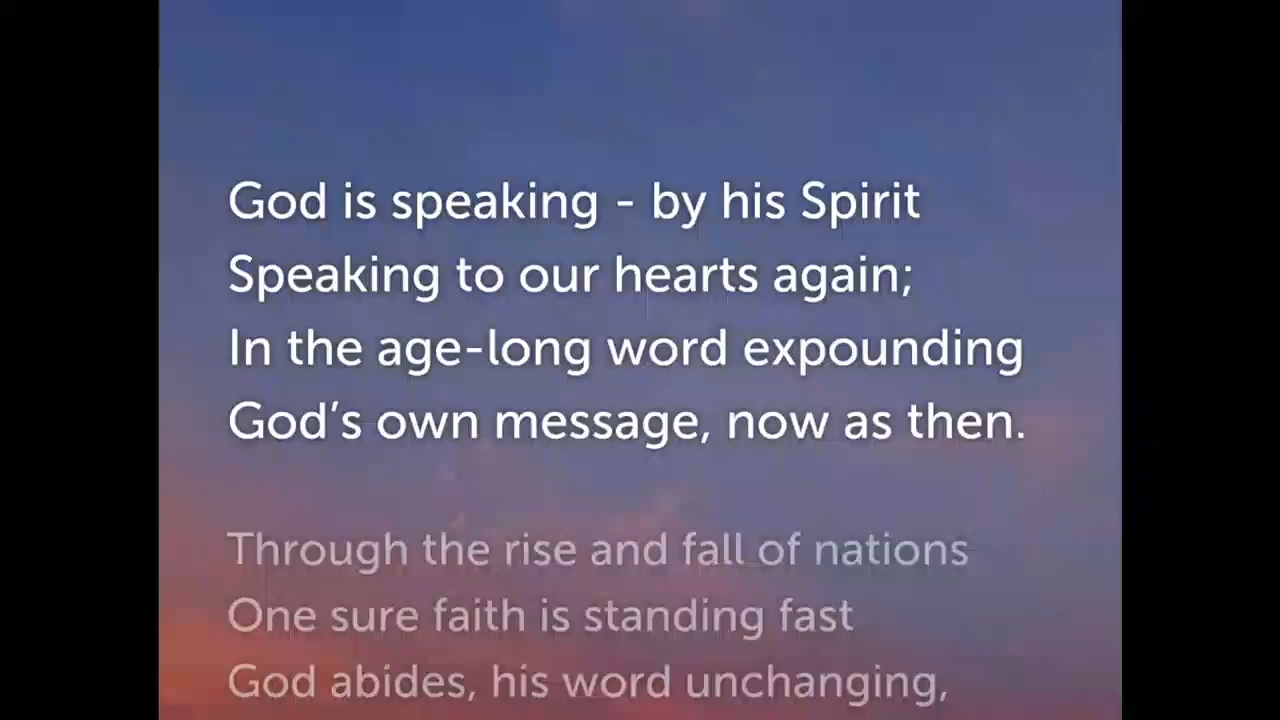 God is speaking - by his Spirit
Speaking to our hearts again;
In the age-long word expounding
God’s own message, now as then.
Through the rise and fall of nations
One sure faith is standing fast
God abides, his word unchanging,